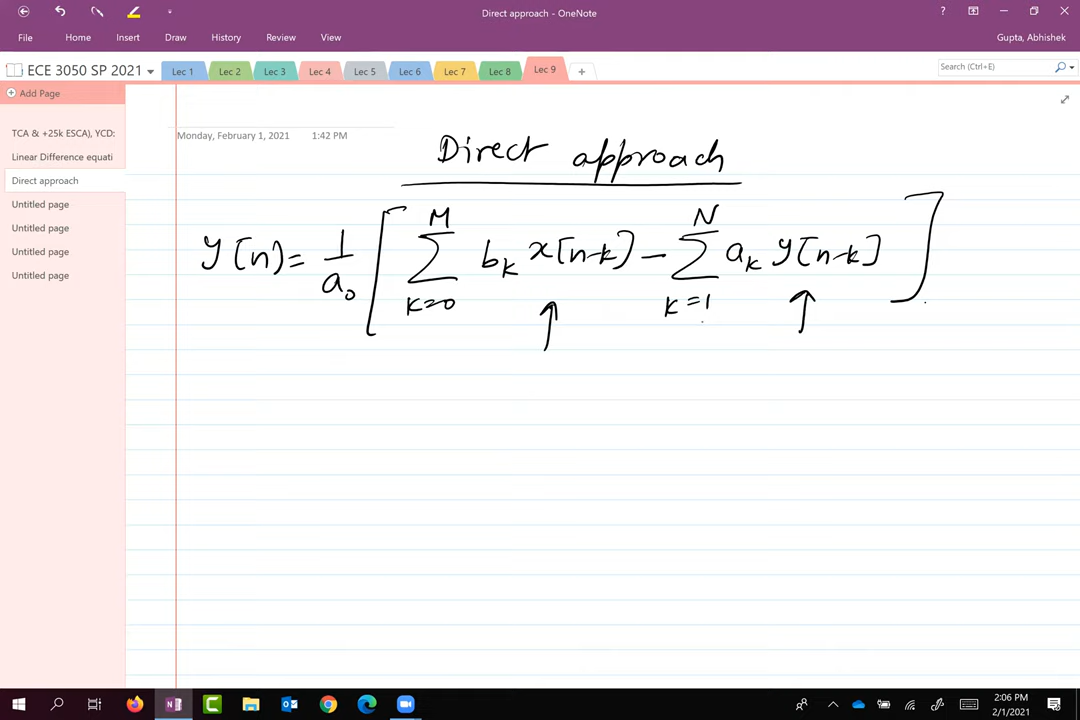 Direct approach - OneNote
?
File Home Insert Draw History Review View
Gupta, Abhishek
ECE 3050 SP 2021
Lec 1 Lec 2 Lec 3 Lec 4 Lec 5 Lec 6 Lec 7 Lec 8 Lec 9
Search (Ctrl+E)
Add Page
TCA & +25k ESCA), YCD:
Linear Difference equati
Direct approach
Untitled page
Untitled page
Untitled page
Untitled page
Monday, February 1, 2021 1:42 PM
Direct approach
y[n] = 1/a₀ [ Σ_{k=0}^{M} b_k x[n-k] - Σ_{k=1}^{N} a_k y[n-k] ]
2:06 PM
2/1/2021